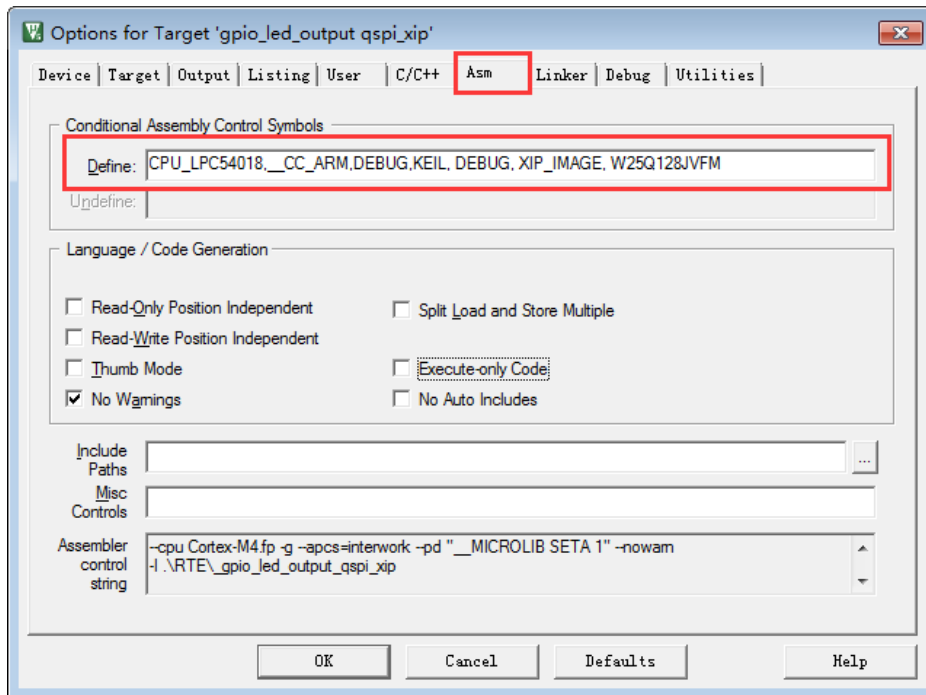 Options for Target 'gpio_led_output qspi_xip'
Device | Target | Output | Listing | User | C/C++ Asm Linker | Debug | Utilities |
Conditional Assembly Control Symbols
Define: CPU_LPC54018,__CC_ARM,DEBUG,KEIL, DEBUG, XIP_IMAGE, W25Q128JVFM
Undefine:
Language / Code Generation
Read-Only Position Independent
Split Load and Store Multiple
Read-Write Position Independent
Thumb Mode
Execute-only Code
No Warnings
No Auto Includes
Include
Paths
...
Misc
Controls
Assembler
control
string
--cpu Cortex-M4.fp -g --apcs=interwork --pd "__MICROLIB SETA 1" --nowarn
-I .\RTE\_gpio_led_output_qspi_xip
OK Cancel Defaults Help